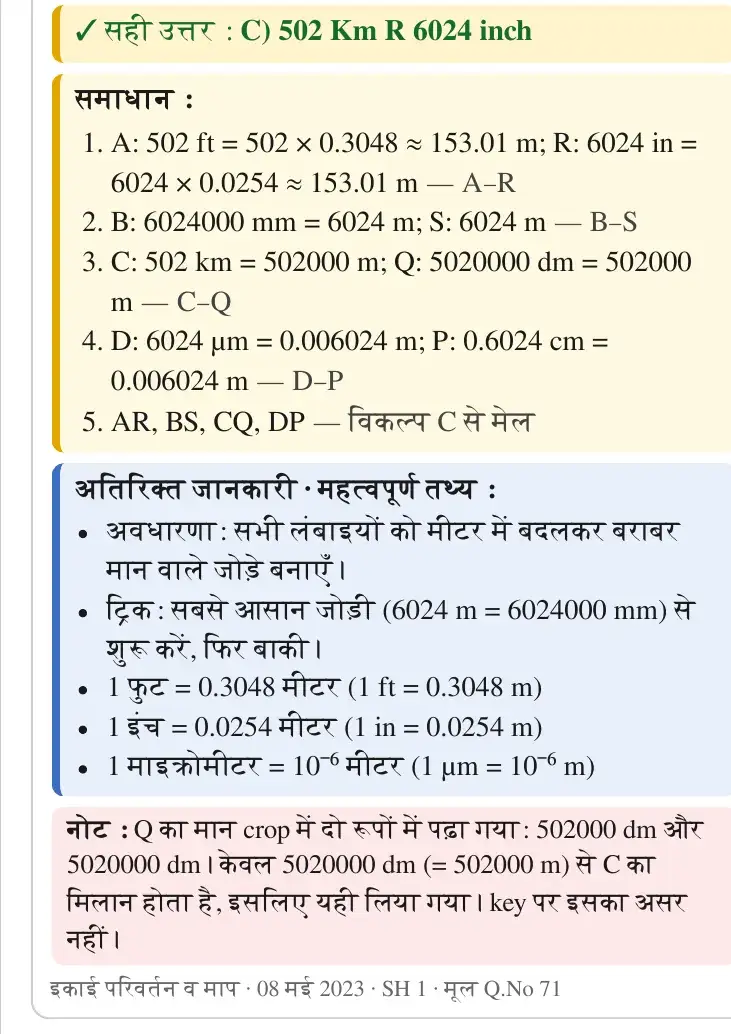 ✓ सही उत्तर : C) 502 Km R 6024 inch
समाधान :
1. A: 502 ft = 502 × 0.3048 ≈ 153.01 m; R: 6024 in =
6024 × 0.0254 ≈ 153.01 m — A–R
2. B: 6024000 mm = 6024 m; S: 6024 m — B–S
3. C: 502 km = 502000 m; Q: 5020000 dm = 502000
m — C–Q
4. D: 6024 µm = 0.006024 m; P: 0.6024 cm =
0.006024 m — D–P
5. AR, BS, CQ, DP — विकल्प C से मेल
अतिरिक्त जानकारी · महत्वपूर्ण तथ्य :
• अवधारणा : सभी लंबाइयों को मीटर में बदलकर बराबर
मान वाले जोड़े बनाएँ।
• ट्रिक : सबसे आसान जोड़ी (6024 m = 6024000 mm) से
शुरू करें, फिर बाकी।
• 1 फुट = 0.3048 मीटर (1 ft = 0.3048 m)
• 1 इंच = 0.0254 मीटर (1 in = 0.0254 m)
• 1 माइक्रोमीटर = 10⁻⁶ मीटर (1 µm = 10⁻⁶ m)
नोट : Q का मान crop में दो रूपों में पढ़ा गया : 502000 dm और
5020000 dm। केवल 5020000 dm (= 502000 m) से C का
मिलान होता है, इसलिए यही लिया गया। key पर इसका असर
नहीं।
इकाई परिवर्तन व माप · 08 मई 2023 · SH 1 · मूल Q.No 71